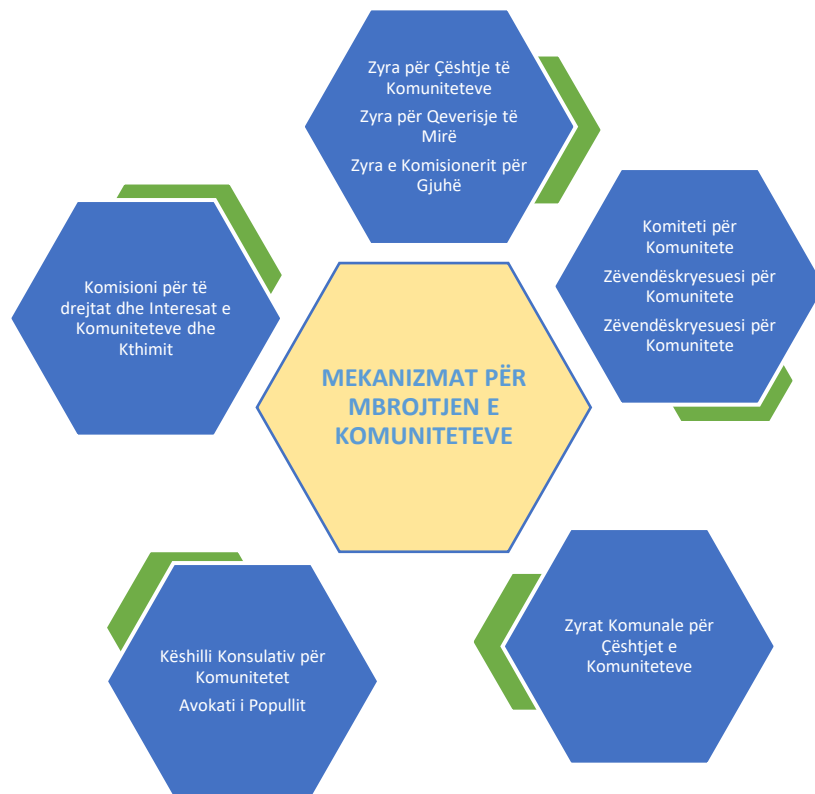 Zyra për Çështje të
Komuniteteve
Zyra për Qeverisje të
Mirë
Zyra e Komisionerit për
Gjuhë
Komiteti për
Komunitete
Zëvendëskryesuesi për
Komunitete
Zëvendëskryesuesi për
Komunitete
Komisioni për të
drejtat dhe Interesat e
Komuniteteve dhe
Kthimit
MEKANIZMAT PËR
MBROJTJEN E
KOMUNITETEVE
Zyrat Komunale për
Çështjet e
Komuniteteve
Këshilli Konsulativ për
Komunitetet
Avokati i Popullit